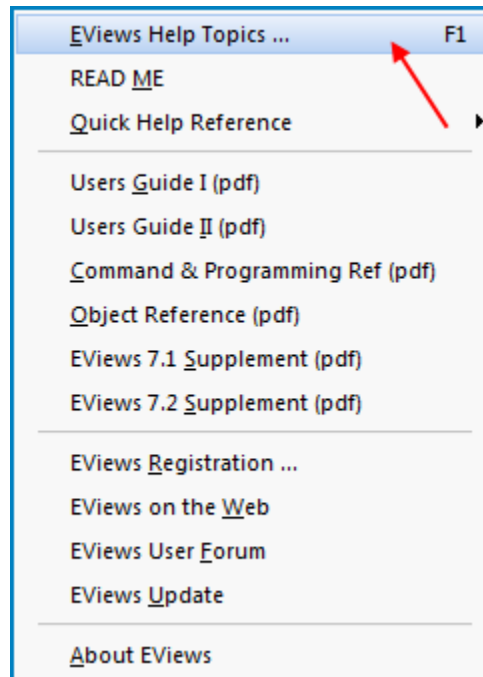 EViews Help Topics ... F1
READ ME
Quick Help Reference
Users Guide I (pdf)
Users Guide II (pdf)
Command & Programming Ref (pdf)
Object Reference (pdf)
EViews 7.1 Supplement (pdf)
EViews 7.2 Supplement (pdf)
EViews Registration ...
EViews on the Web
EViews User Forum
EViews Update
About EViews